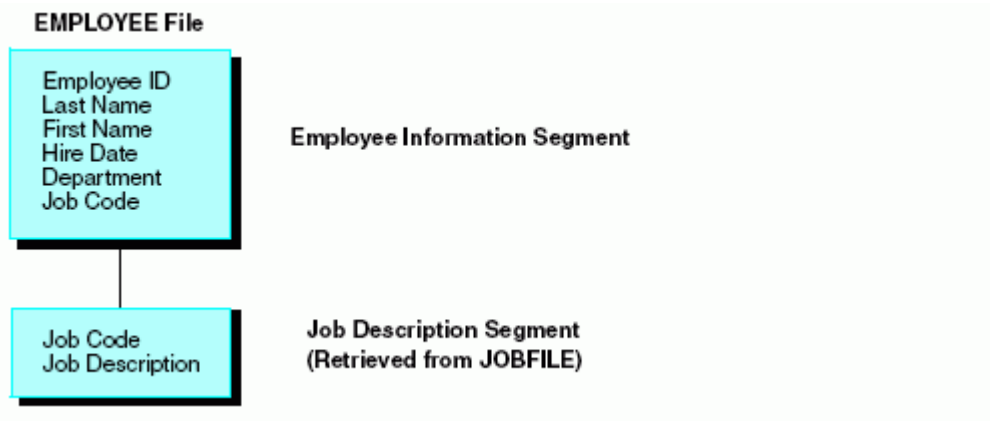 EMPLOYEE File
Employee ID
Last Name
First Name
Hire Date
Department
Job Code
Employee Information Segment
Job Code
Job Description
Job Description Segment
(Retrieved from JOBFILE)